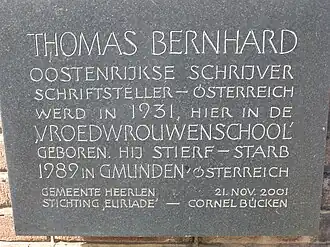 THOMAS BERNHARD
OOSTENRIJKSE SCHRIJVER
SCHRIFTSTELLER – ÖSTERREICH
WERD IN 1931, HIER IN DE
‚VROEDWROUWENSCHOOL'
GEBOREN. HIJ STIERF – STARB
1989 IN GMUNDEN, ÖSTERREICH
GEMEENTE HEERLEN 21. NOV. 2001
STICHTING ‚EURIADE' – CORNEL BÜCKEN